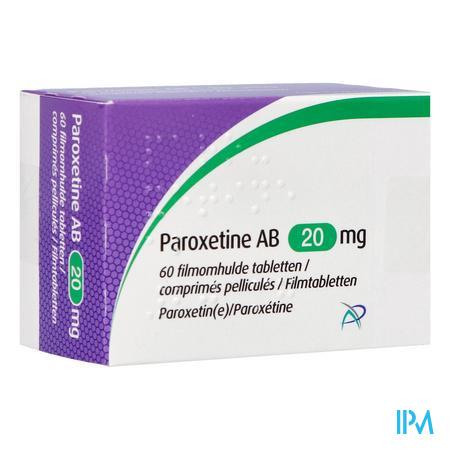 Paroxetine AB 20 mg
60 filmomhulde tabletten /
comprimés pelliculés / Filmtabletten
Paroxetin(e)/Paroxétine
Paroxetine AB 20 mg
60 filmomhulde tabletten /
comprimés pelliculés / Filmtabletten
IPM